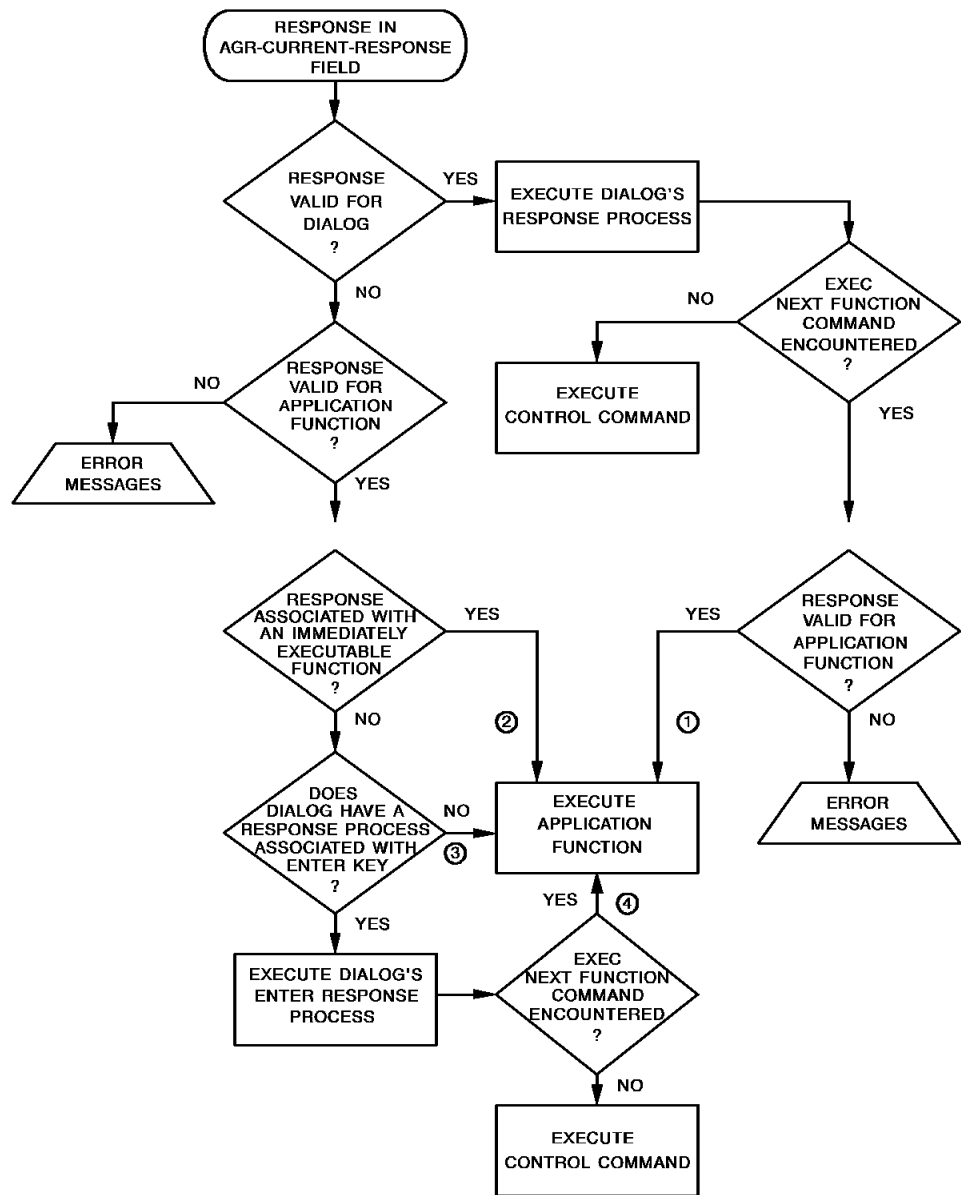 RESPONSE IN
AGR-CURRENT-RESPONSE
FIELD
RESPONSE
VALID FOR
DIALOG
?
YES
EXECUTE DIALOG'S
RESPONSE PROCESS
NO
EXEC
NEXT FUNCTION
COMMAND
ENCOUNTERED
?
NO
EXECUTE
CONTROL COMMAND
YES
RESPONSE
VALID FOR
APPLICATION
FUNCTION
?
NO
ERROR
MESSAGES
YES
RESPONSE
ASSOCIATED WITH
AN IMMEDIATELY
EXECUTABLE
FUNCTION
?
YES
②
NO
YES
①
RESPONSE
VALID FOR
APPLICATION
FUNCTION
?
NO
ERROR
MESSAGES
DOES
DIALOG HAVE A
RESPONSE PROCESS
ASSOCIATED WITH
ENTER KEY
?
NO
③
EXECUTE
APPLICATION
FUNCTION
YES
YES
④
EXECUTE DIALOG'S
ENTER RESPONSE
PROCESS
EXEC
NEXT FUNCTION
COMMAND
ENCOUNTERED
?
NO
EXECUTE
CONTROL COMMAND